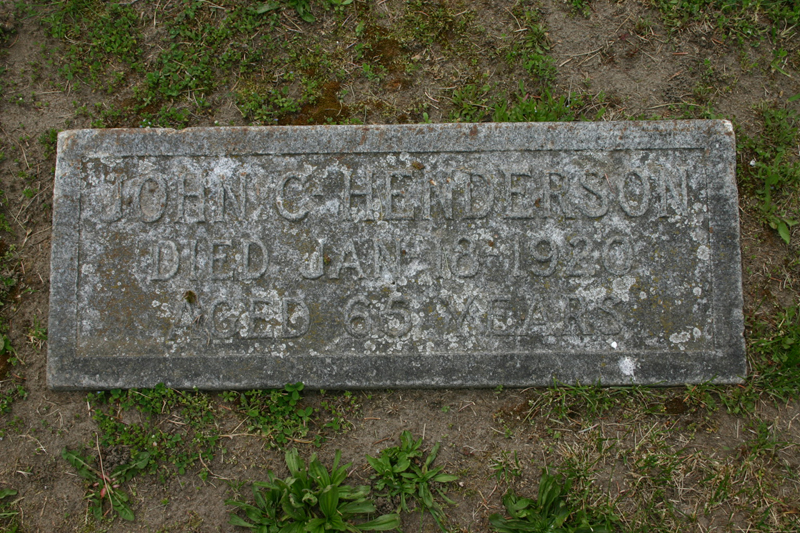 JOHN C. HENDERSON
DIED JAN. 18. 1920
AGED 65 YEARS